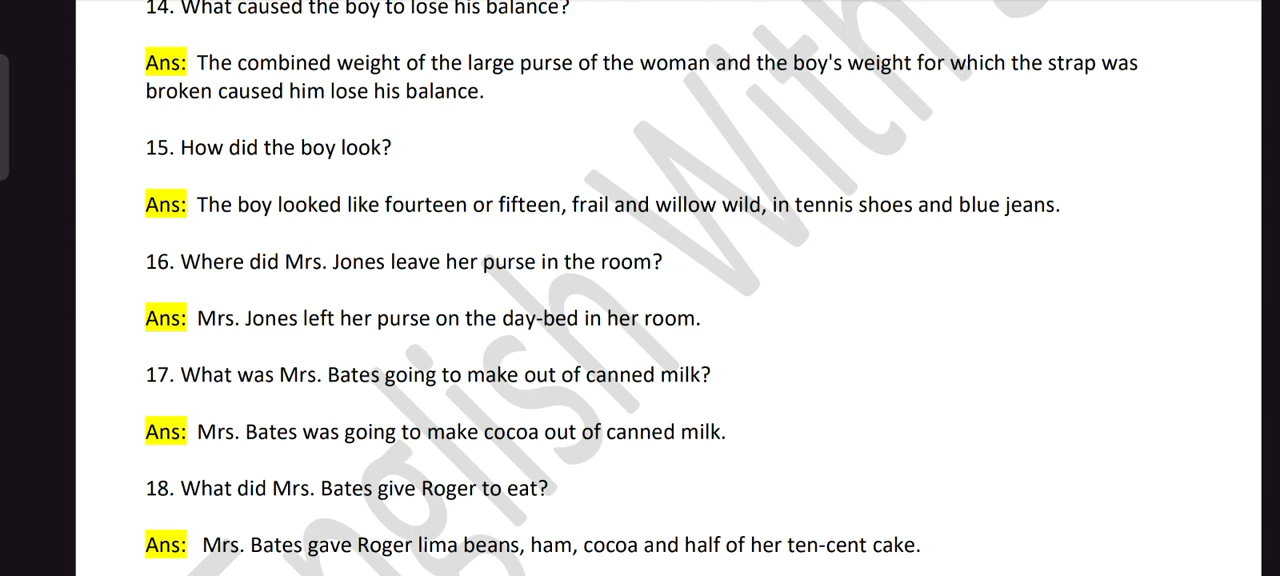 14. What caused the boy to lose his balance?
Ans: The combined weight of the large purse of the woman and the boy's weight for which the strap was
broken caused him lose his balance.
15. How did the boy look?
Ans: The boy looked like fourteen or fifteen, frail and willow wild, in tennis shoes and blue jeans.
16. Where did Mrs. Jones leave her purse in the room?
Ans: Mrs. Jones left her purse on the day-bed in her room.
17. What was Mrs. Bates going to make out of canned milk?
Ans: Mrs. Bates was going to make cocoa out of canned milk.
18. What did Mrs. Bates give Roger to eat?
Ans: Mrs. Bates gave Roger lima beans, ham, cocoa and half of her ten-cent cake.
English With